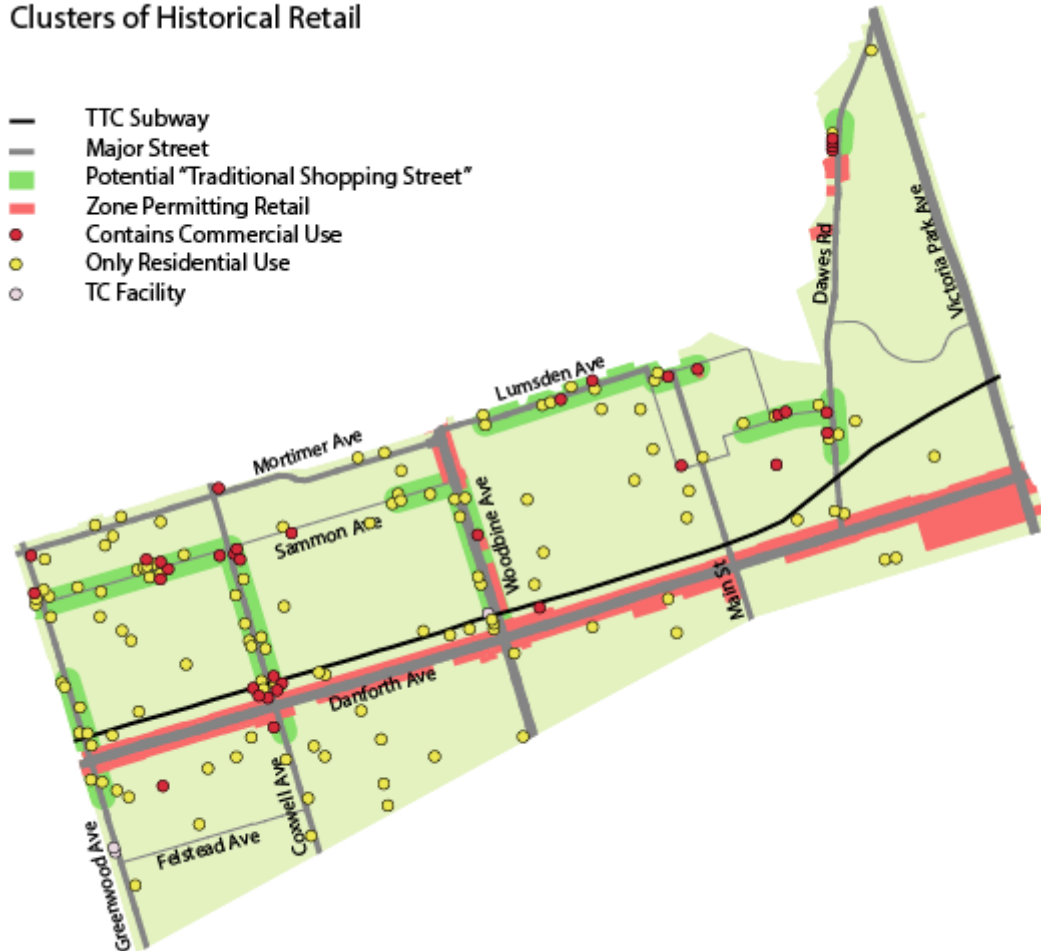 Clusters of Historical Retail
TTC Subway
Major Street
Potential “Traditional Shopping Street”
Zone Permitting Retail
Contains Commercial Use
Only Residential Use
TC Facility
Victoria Park Ave
Dawes Rd
Lumsden Ave
Mortimer Ave
Sammon Ave
Woodbine Ave
Main St
Danforth Ave
Coxwell Ave
Felstead Ave
Greenwood Ave